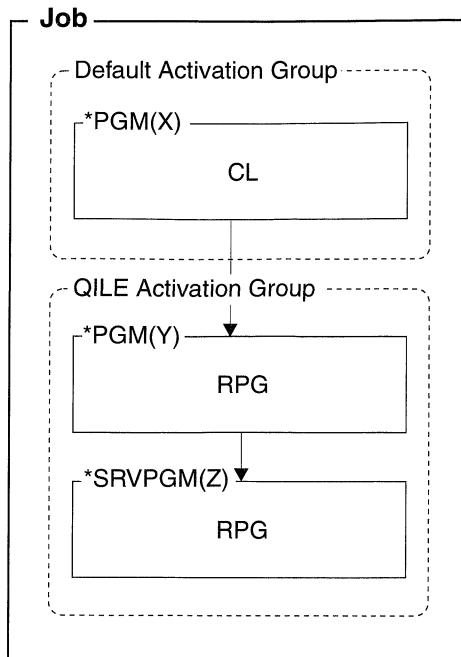 Job
Default Activation Group
*PGM(X)
CL
QILE Activation Group
*PGM(Y)
RPG
*SRVPGM(Z)
RPG